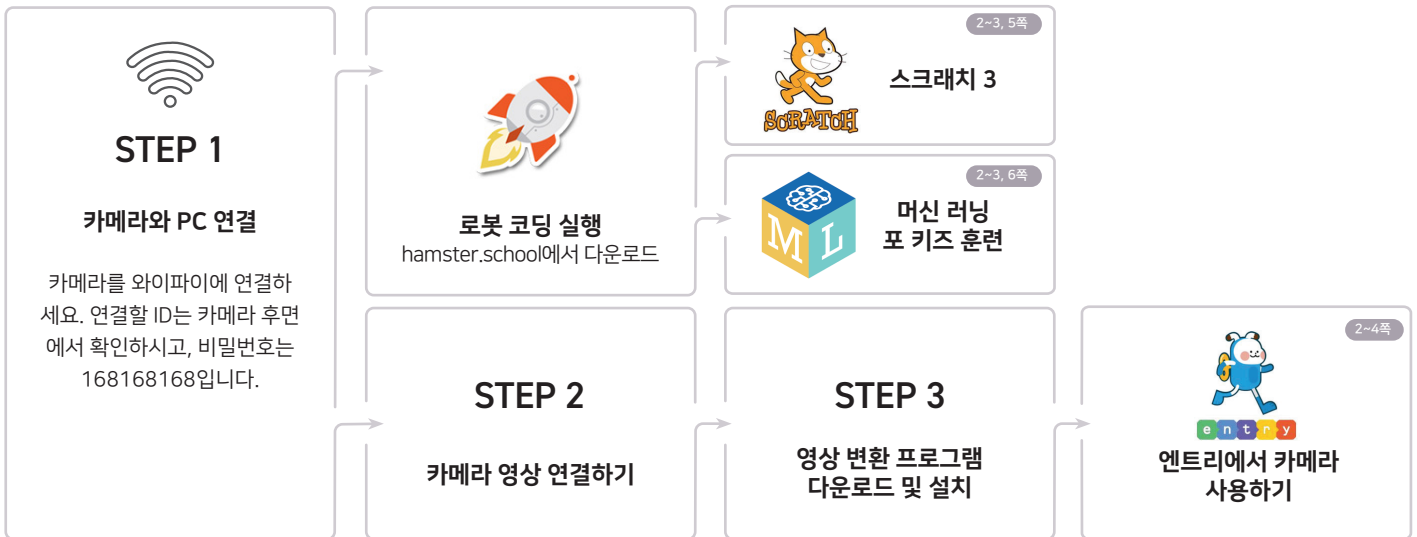 STEP 1
카메라와 PC 연결
카메라를 와이파이에 연결하
세요. 연결할 ID는 카메라 후면
에서 확인하시고, 비밀번호는
168168168입니다.
로봇 코딩 실행
hamster.school에서 다운로드
2~3, 5쪽
SCRATCH
스크래치 3
2~3, 6쪽
M L
머신 러닝
포 키즈 훈련
STEP 2
카메라 영상 연결하기
STEP 3
영상 변환 프로그램
다운로드 및 설치
2~4쪽
entry
엔트리에서 카메라
사용하기